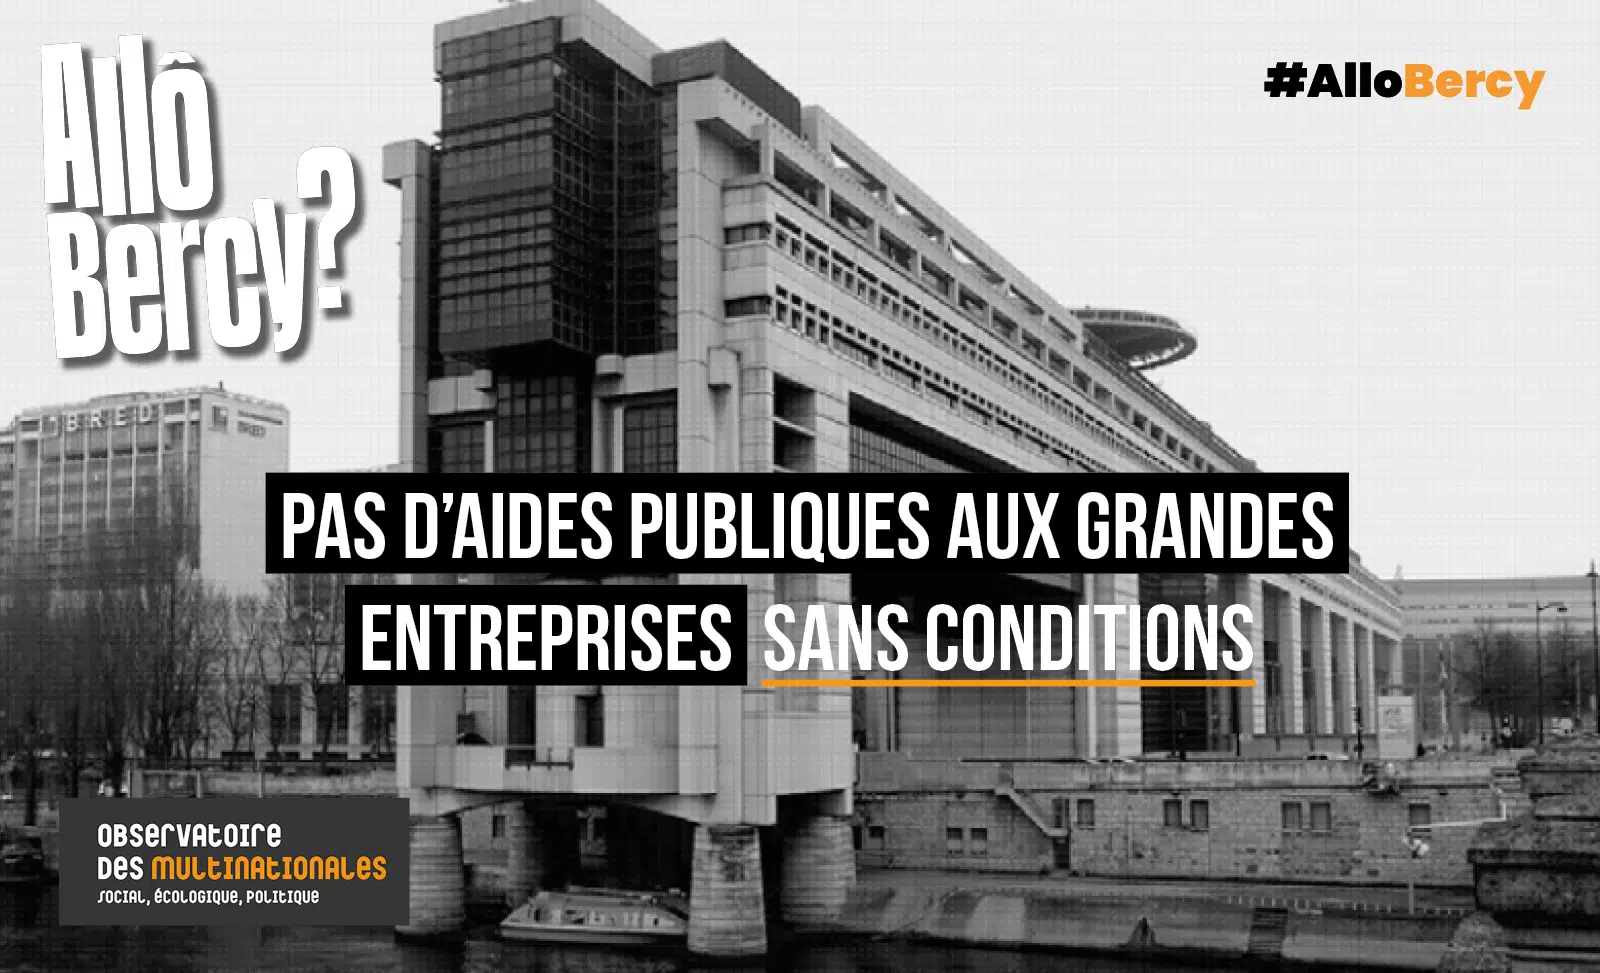 Allô
Bercy?
#AlloBercy
BRED
PAS D’AIDES PUBLIQUES AUX GRANDES
ENTREPRISES SANS CONDITIONS
OBSERVATOIRE
DES MULTINATIONALES
SOCIAL, ÉCOLOGIQUE, POLITIQUE